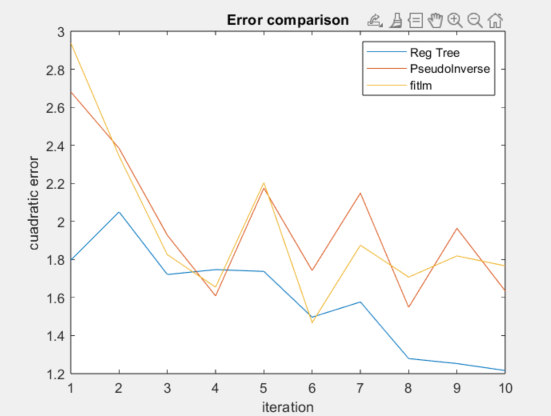 Error comparison
Reg Tree
PseudoInverse
fitlm
3
2.8
2.6
2.4
2.2
2
1.8
1.6
1.4
1.2
cuadratic error
1 2 3 4 5 6 7 8 9 10
iteration